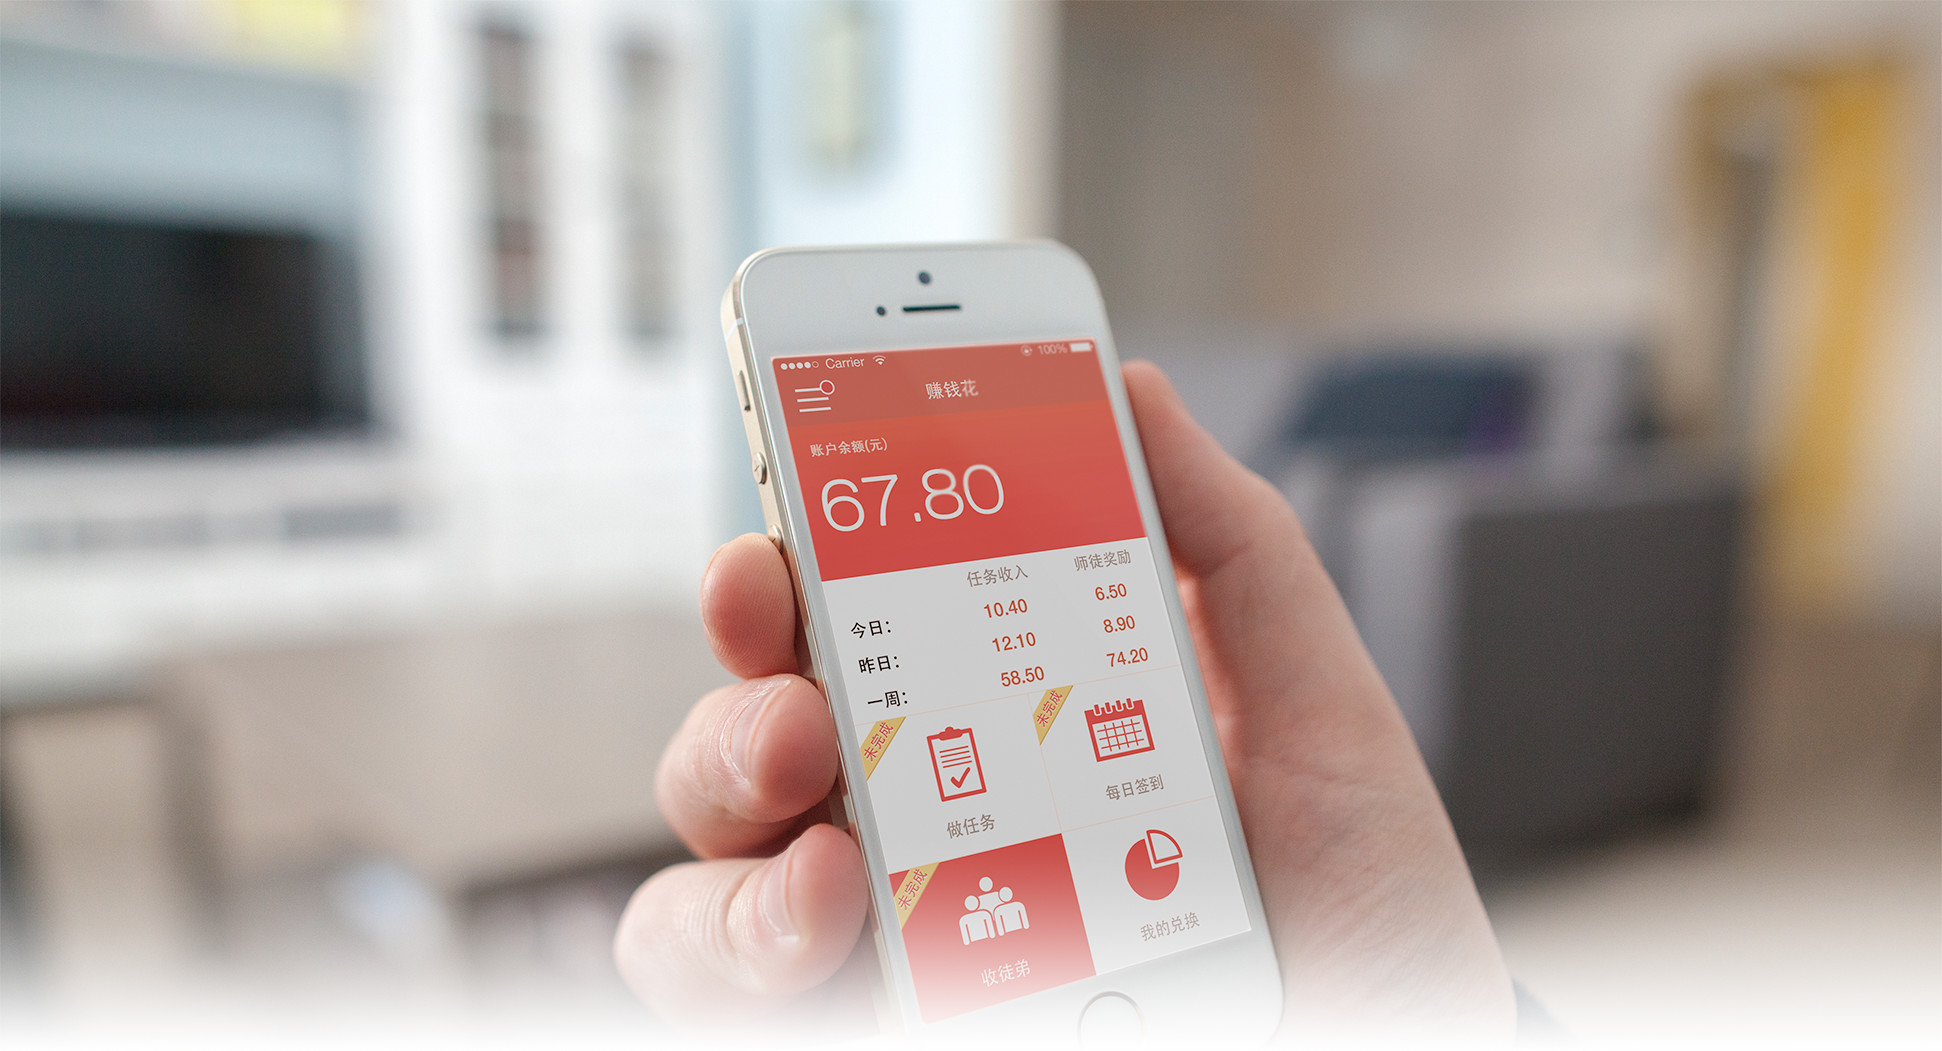 Carrier 100%
赚钱花
账户余额(元)
67.80
任务收入 师徒奖励
今日: 10.40 6.50
昨日: 12.10 8.90
一周: 58.50 74.20
未完成 未完成
做任务 每日签到
未完成
收徒弟 我的兑换